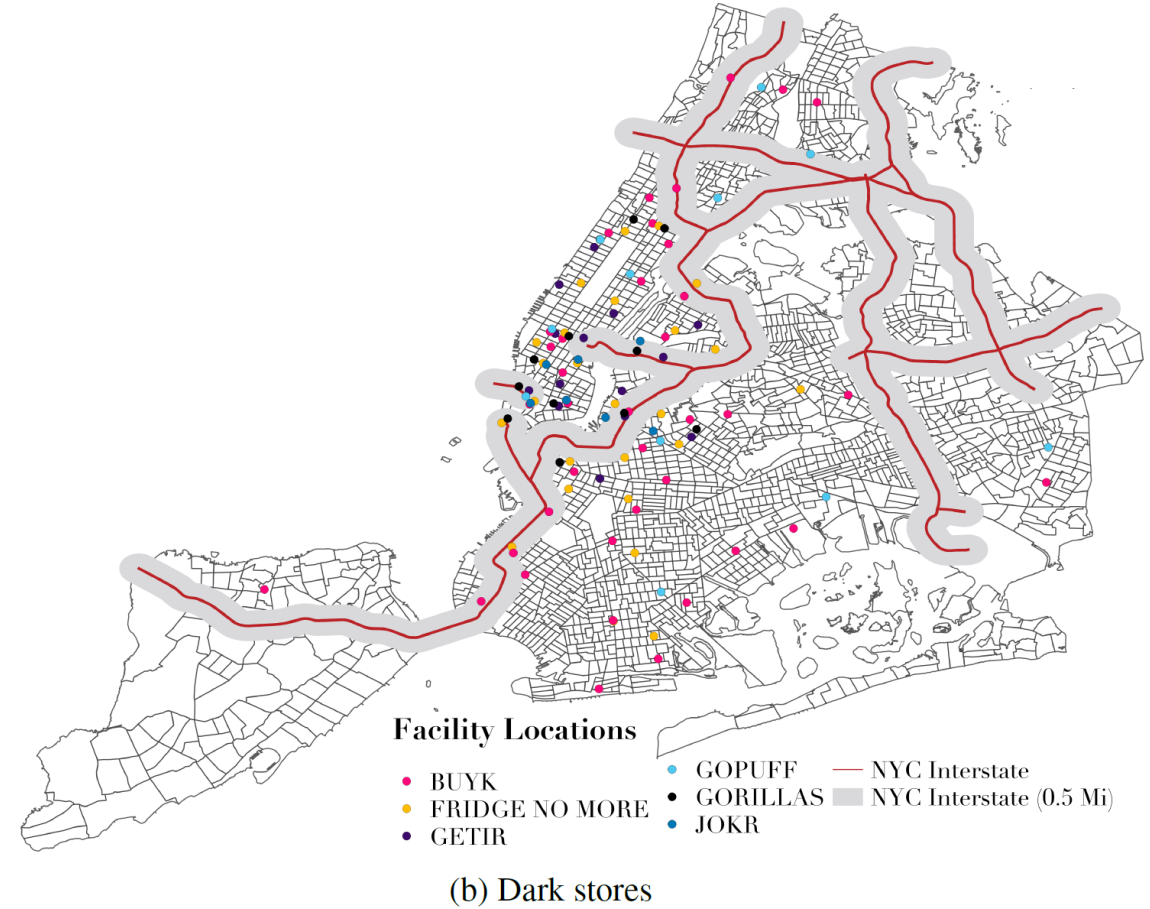 Facility Locations
BUYK
FRIDGE NO MORE
GETIR
GOPUFF
GORILLAS
JOKR
NYC Interstate
NYC Interstate (0.5 Mi)
(b) Dark stores